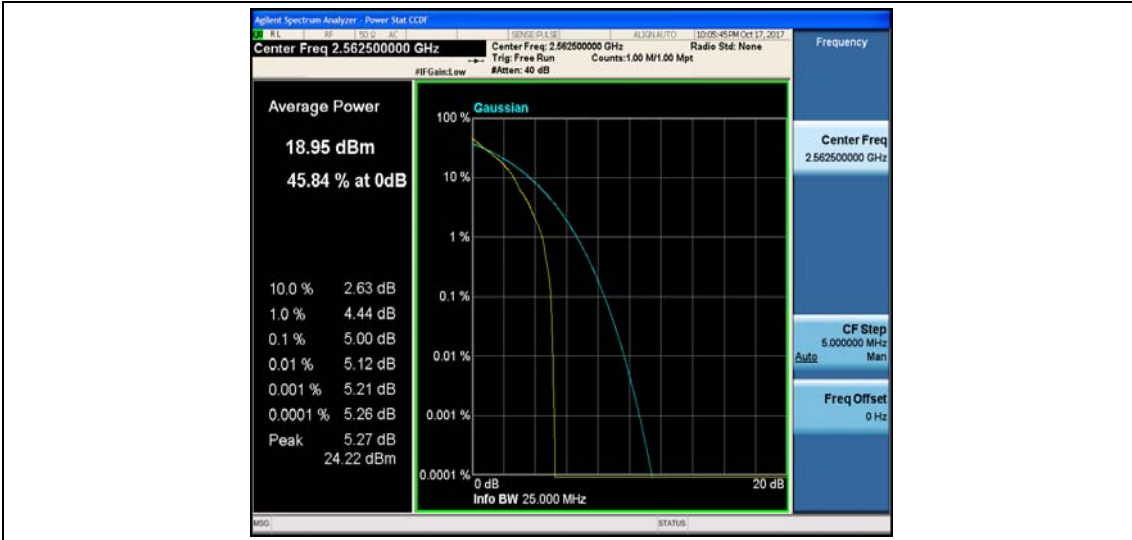 Agilent Spectrum Analyzer - Power Stat CCDF
RL RF 50 Ω AC SENSE:PULSE ALIGNAUTO 10:05:45PM Oct 17, 2017
Center Freq 2.562500000 GHz
Center Freq: 2.562500000 GHz Radio Std: None
Trig: Free Run Counts:1.00 M/1.00 Mpt
#IFGain:Low #Atten: 40 dB
Average Power
18.95 dBm
45.84 % at 0dB
10.0 % 2.63 dB
1.0 % 4.44 dB
0.1 % 5.00 dB
0.01 % 5.12 dB
0.001 % 5.21 dB
0.0001 % 5.26 dB
Peak 5.27 dB
24.22 dBm
Gaussian
100 %
10 %
1 %
0.1 %
0.01 %
0.001 %
0.0001 %
0 dB 20 dB
Info BW 25.000 MHz
Frequency
Center Freq
2.562500000 GHz
CF Step
5.000000 MHz
Auto Man
Freq Offset
0 Hz
MSG STATUS